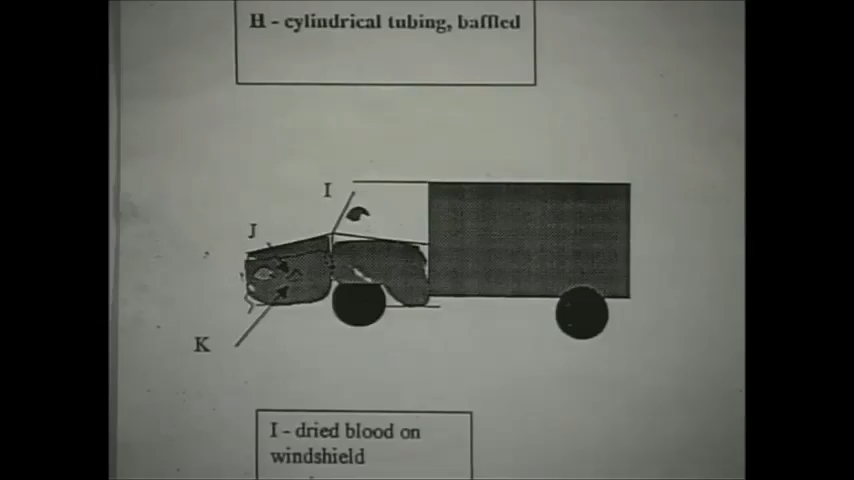 H - cylindrical tubing, baffled
I
J
K
I - dried blood on
windshield